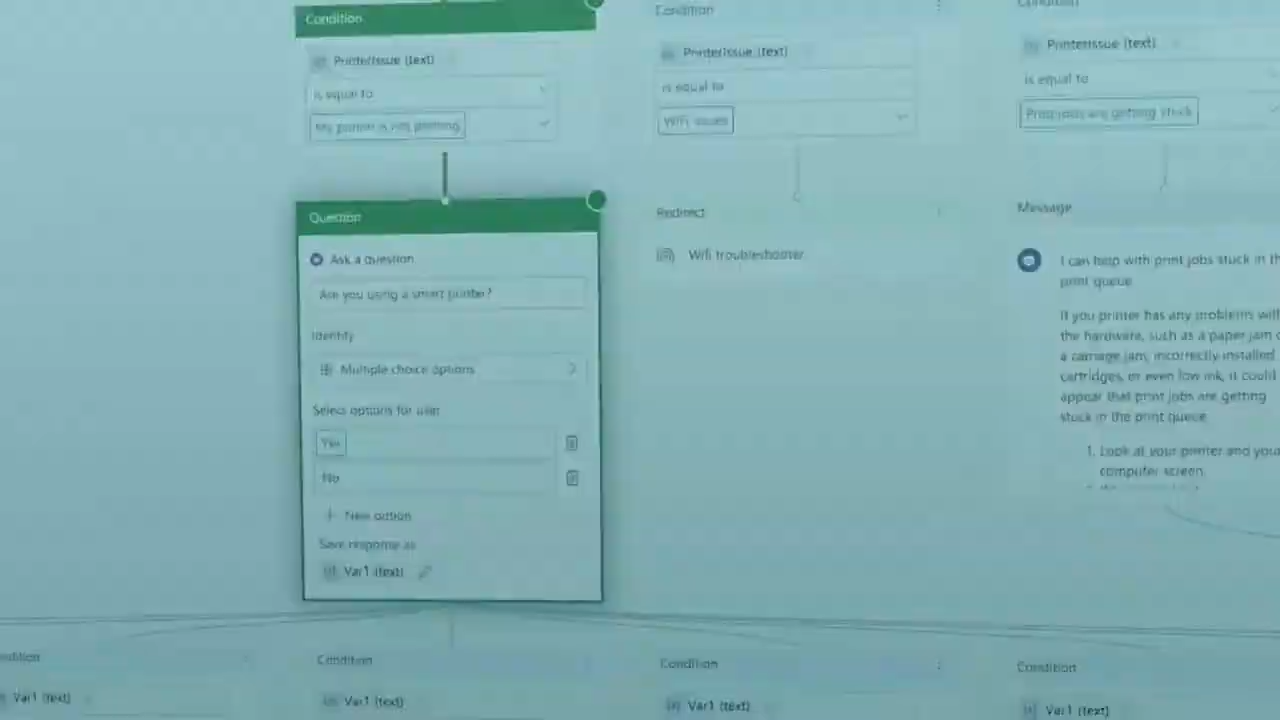 Condition
PrinterIssue (text)
is equal to
My printer is not printing
Question
Ask a question
Are you using a smart printer?
Identify
Multiple choice options
Select options for user
Yes
No
New option
Save response as
Var1 (text)
Condition
PrinterIssue (text)
is equal to
WiFi issues
Redirect
Wifi troubleshooter
Condition
PrinterIssue (text)
is equal to
Print jobs are getting stuck
Message
I can help with print jobs stuck in the
print queue
If you printer has any problems with
the hardware, such as a paper jam
a carriage jam, incorrectly installed
cartridges, or even low ink, it could
appear that print jobs are getting
stuck in the print queue
1. Look at your printer and your
computer screen.
Condition
Var1 (text)
Condition
Var1 (text)
Condition
Var1 (text)
Condition
Var1 (text)